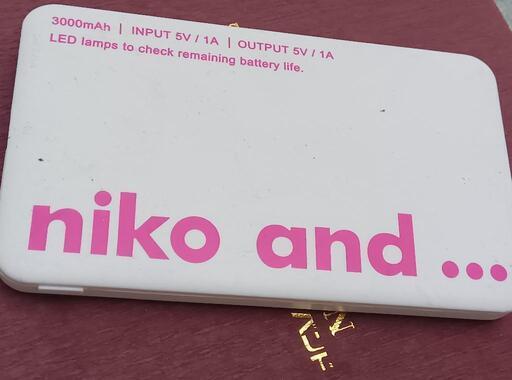 3000mAh | INPUT 5V / 1A | OUTPUT 5V / 1A
LED lamps to check remaining battery life.
niko and ...